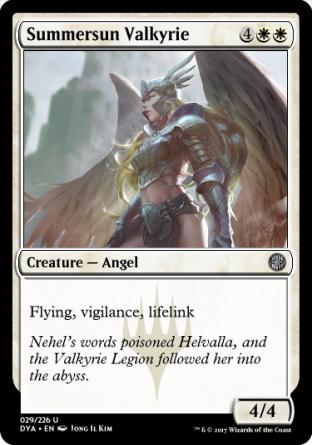 Summersun Valkyrie 4
Creature — Angel
Flying, vigilance, lifelink
Nehel's words poisoned Helvalla, and
the Valkyrie Legion followed her into
the abyss.
4/4
029/226 U
DYA • EN Jong Il Kim
™ & © 2017 Wizards of the Coast